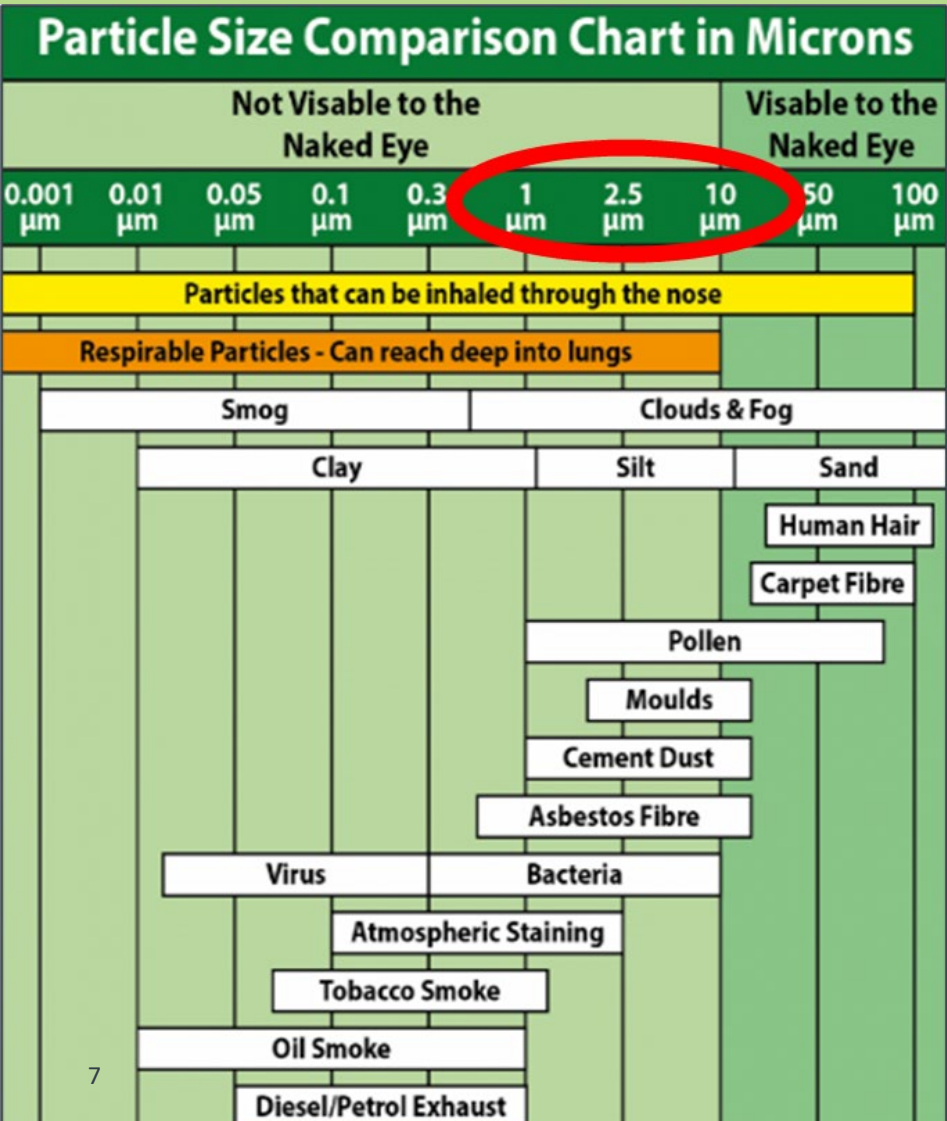 Particle Size Comparison Chart in Microns
Not Visable to the
Naked Eye
Visable to the
Naked Eye
0.001 0.01 0.05 0.1 0.3 1 2.5 10 50 100
µm µm µm µm µm µm µm µm µm µm
Particles that can be inhaled through the nose
Respirable Particles - Can reach deep into lungs
Smog Clouds & Fog
Clay Silt Sand
Human Hair
Carpet Fibre
Pollen
Moulds
Cement Dust
Asbestos Fibre
Virus Bacteria
Atmospheric Staining
Tobacco Smoke
Oil Smoke
7
Diesel/Petrol Exhaust